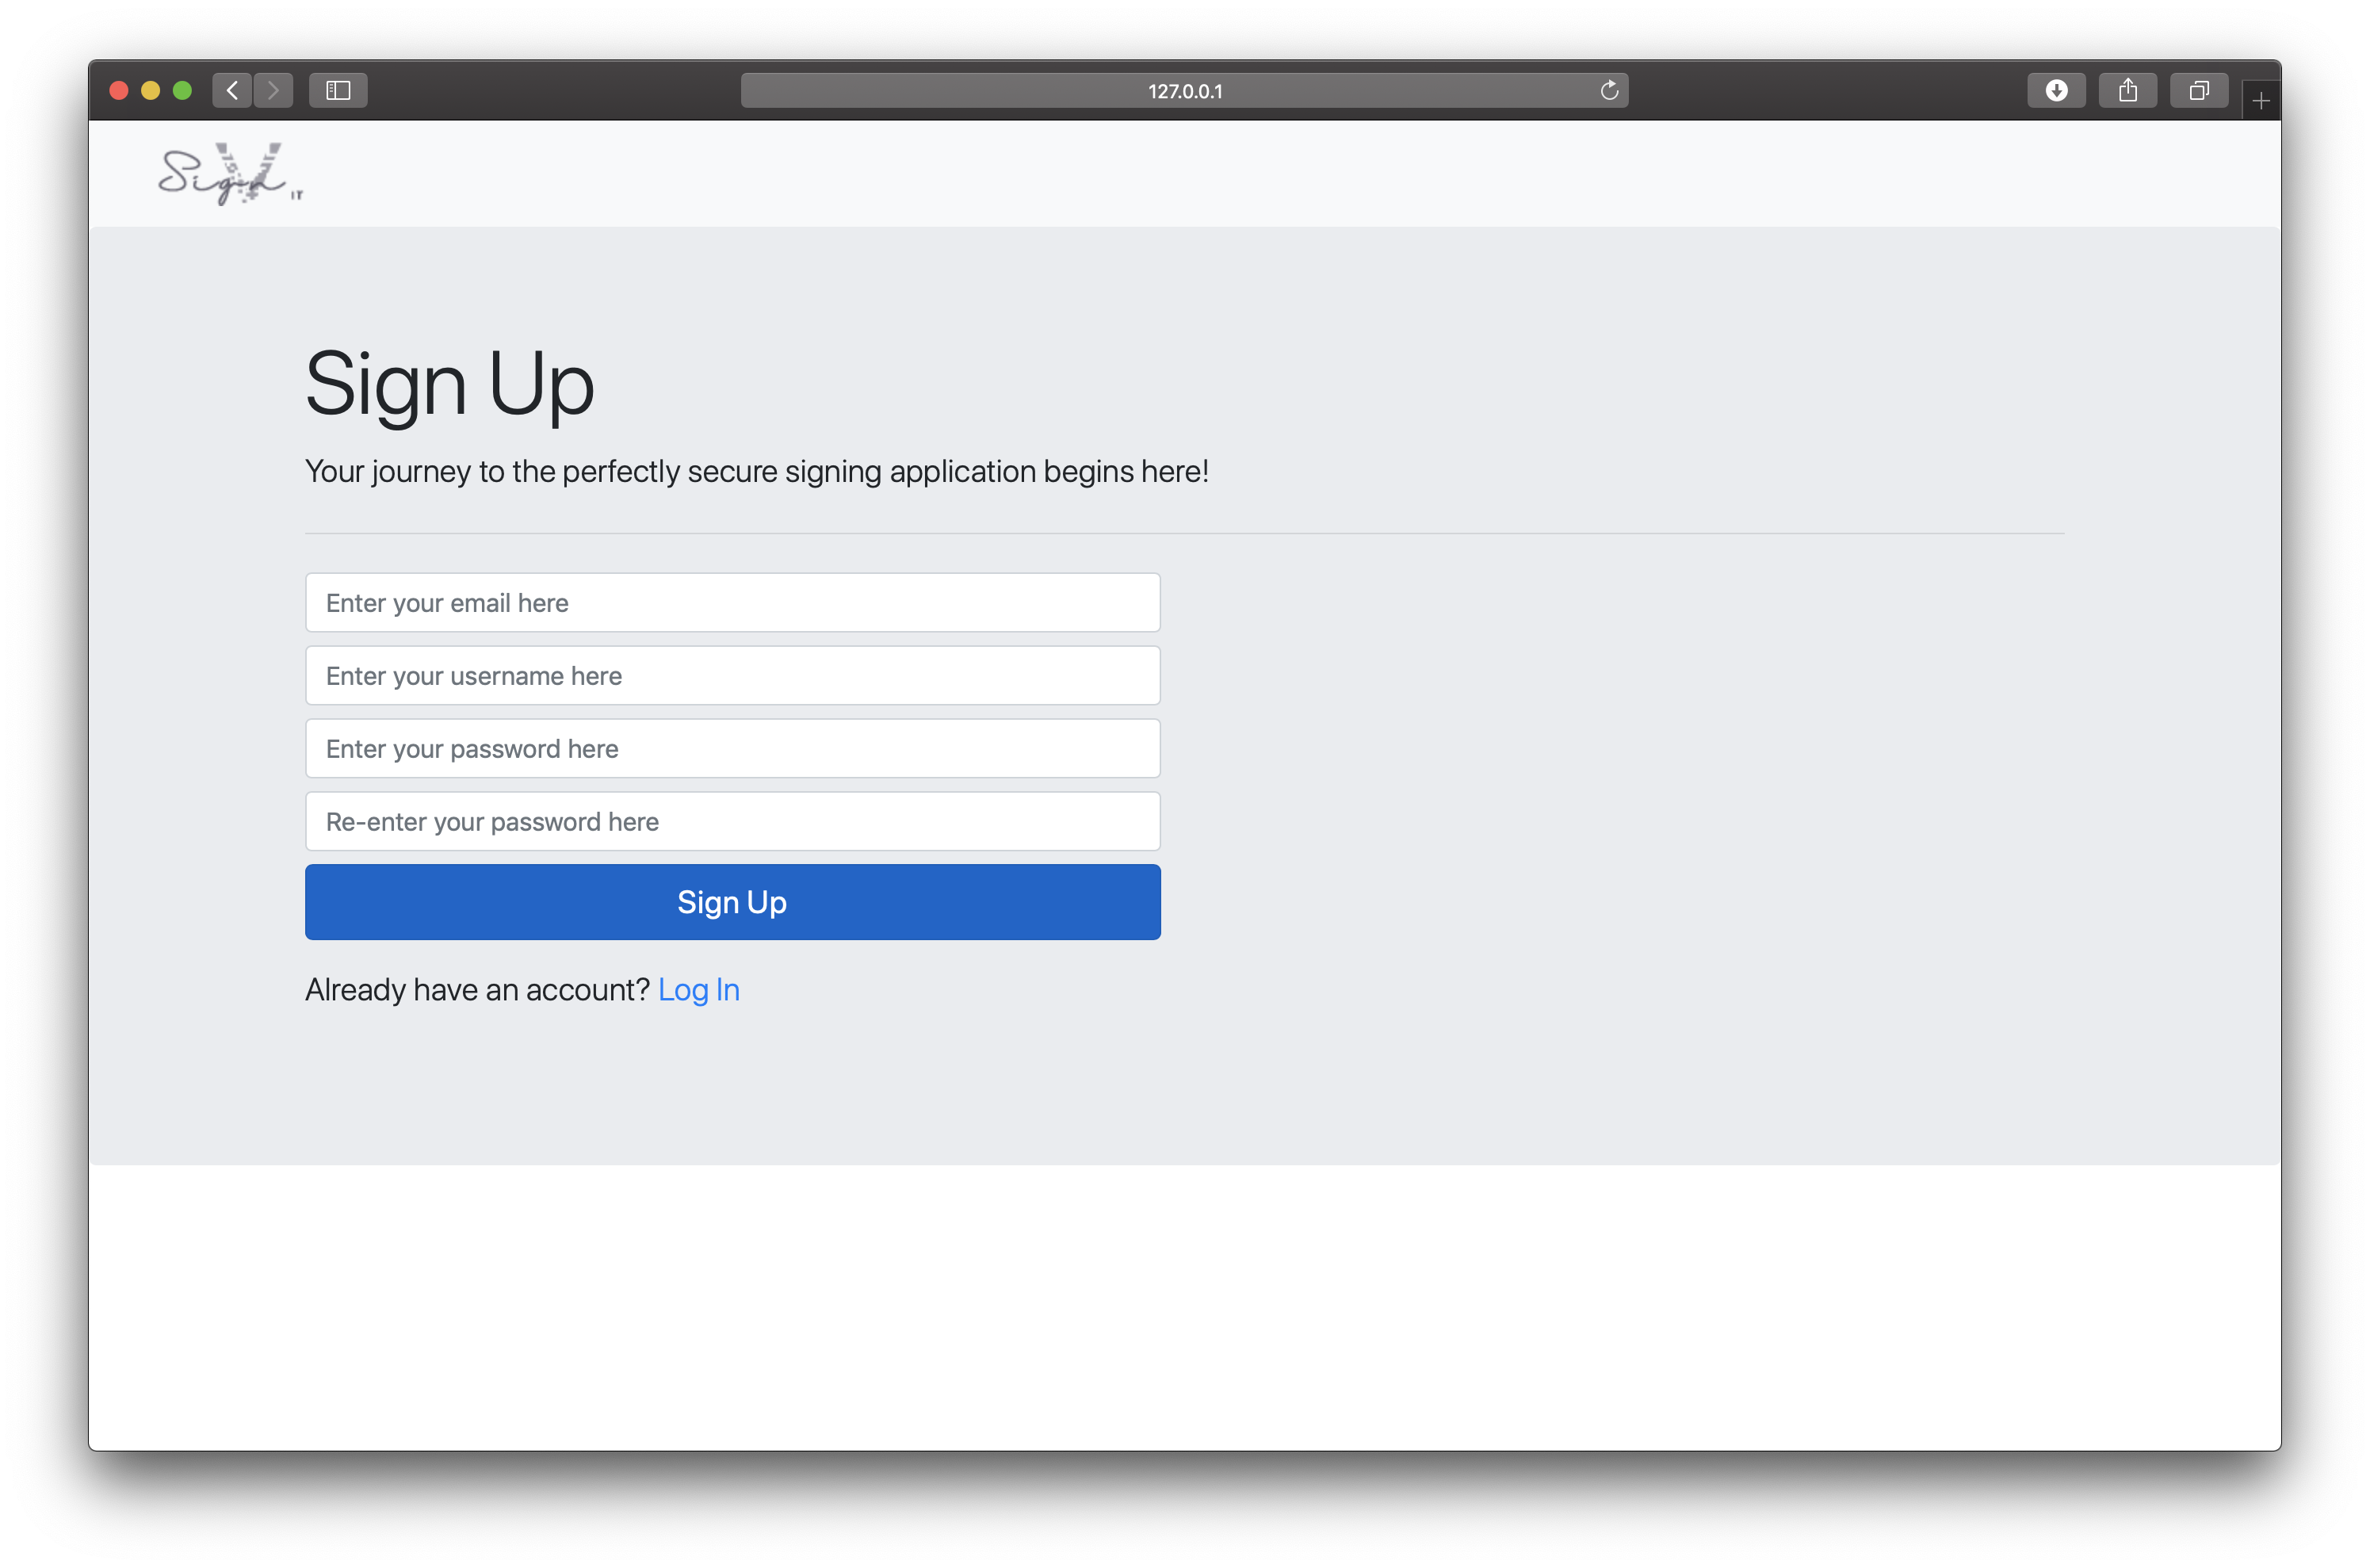 127.0.0.1
Sign IT
Sign Up
Your journey to the perfectly secure signing application begins here!
Enter your email here
Enter your username here
Enter your password here
Re-enter your password here
Sign Up
Already have an account? Log In